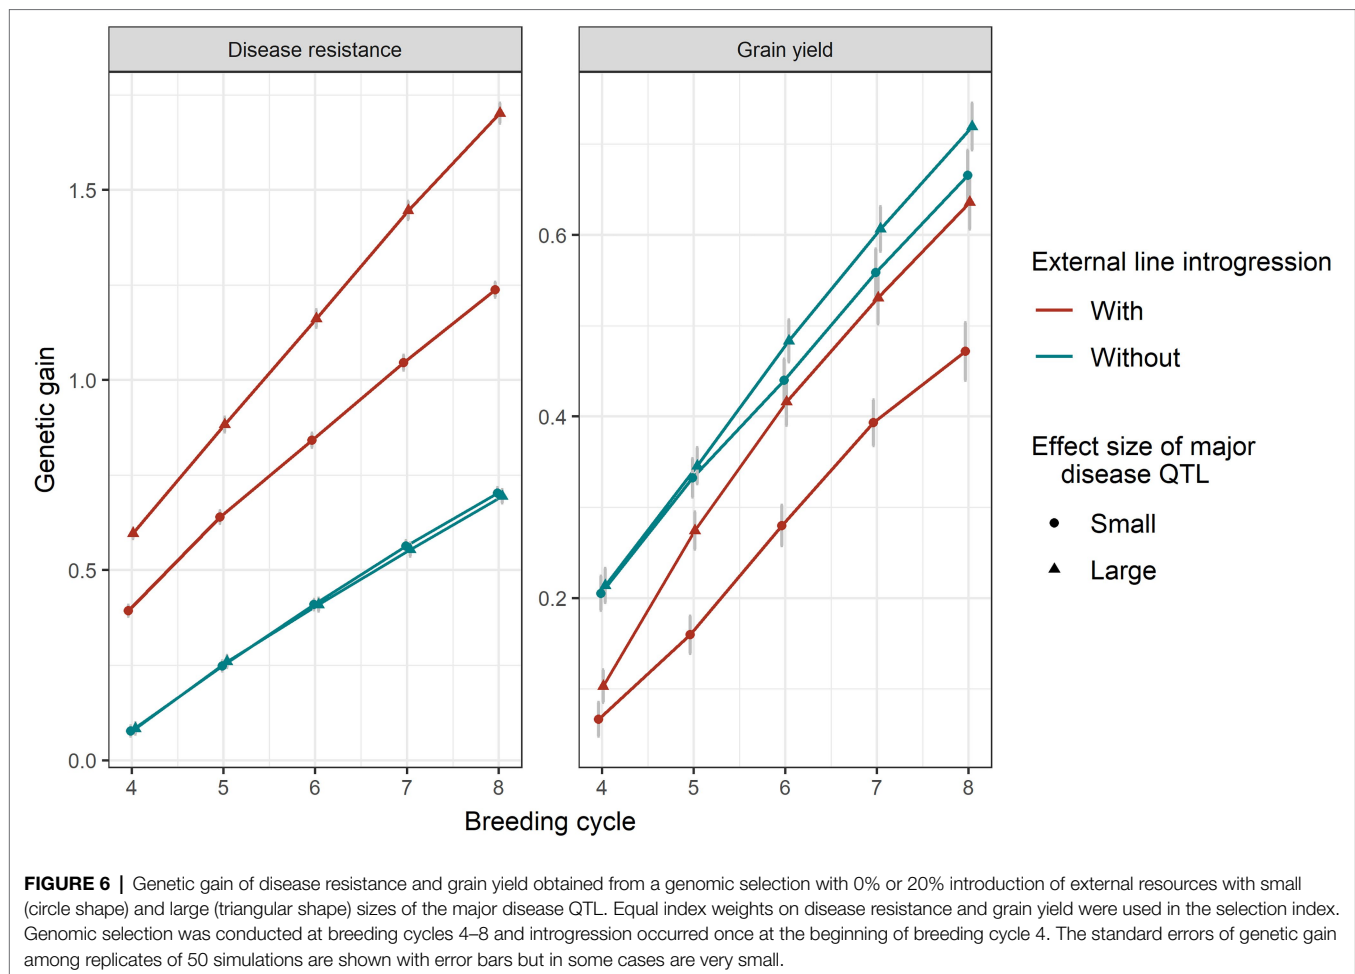 Disease resistance
Grain yield
Genetic gain
1.5
1.0
0.5
0.0
4 5 6 7 8
0.6
0.4
0.2
4 5 6 7 8
Breeding cycle
External line introgression
With
Without
Effect size of major
disease QTL
Small
Large
FIGURE 6 | Genetic gain of disease resistance and grain yield obtained from a genomic selection with 0% or 20% introduction of external resources with small
(circle shape) and large (triangular shape) sizes of the major disease QTL. Equal index weights on disease resistance and grain yield were used in the selection index.
Genomic selection was conducted at breeding cycles 4–8 and introgression occurred once at the beginning of breeding cycle 4. The standard errors of genetic gain
among replicates of 50 simulations are shown with error bars but in some cases are very small.